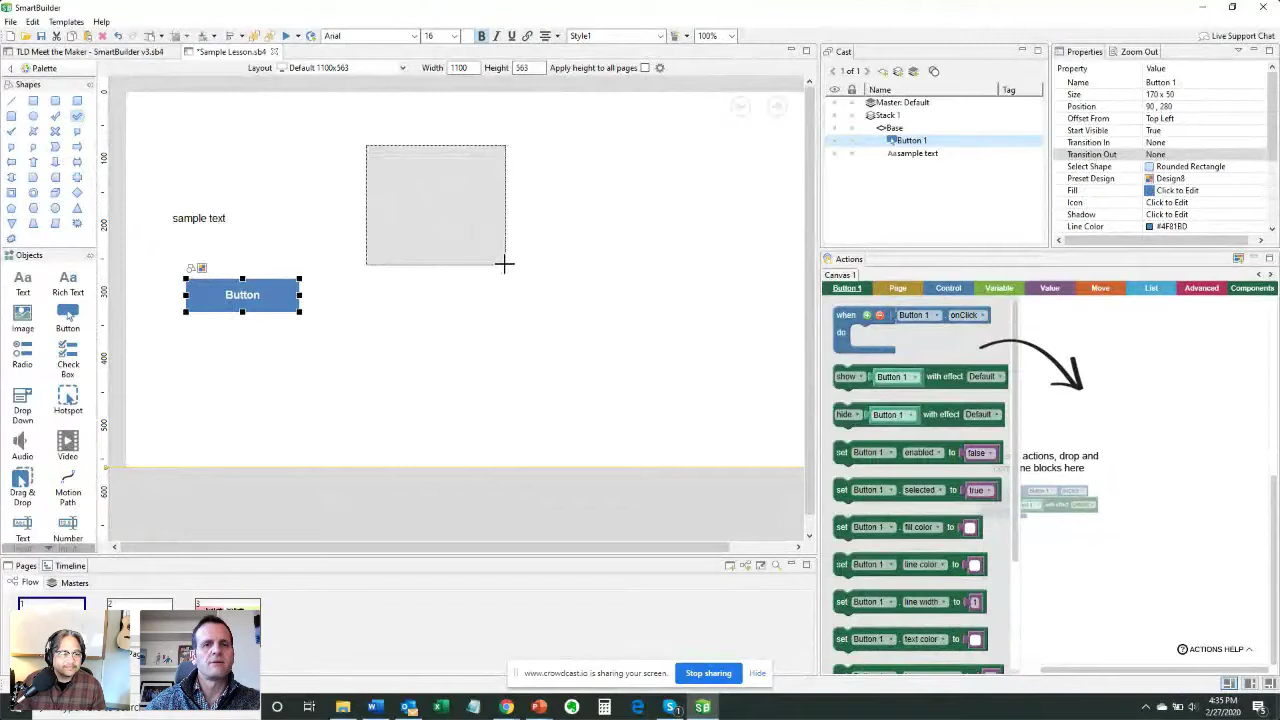 SmartBuilder
File Edit Templates Help
Arial 16 B I U Style1 100% Live Support Chat
TLD Meet the Maker - SmartBuilder v3.sb4 *Sample Lesson.sb4
Palette
Layout Default 1100x563 Width 1100 Height 563 Apply height to all pages
Shapes
Objects
Text Rich Text
Image Button
Radio Check Box
Drop Down Hotspot
Audio Video
Drag & Drop Motion Path
Text Number
0
100
200
300
400
500
600
sample text
Button
Cast
1 of 1
Name Tag
Master: Default
Stack 1
Base
Button 1
sample text
Properties Zoom Out
Property Value
Name Button 1
Size 170 x 50
Position 90 , 280
Offset From Top Left
Start Visible True
Transition In None
Transition Out None
Select Shape Rounded Rectangle
Preset Design Design8
Fill Click to Edit
Icon Click to Edit
Shadow Click to Edit
Line Color #4F81BD
Actions
Canvas 1
Button 1 Page Control Variable Value Move List Advanced Components
when Button 1 . onClick
do
show Button 1 with effect Default
hide Button 1 with effect Default
set Button 1 . enabled to false
set Button 1 . selected to true
set Button 1 . fill color to
set Button 1 . line color to
set Button 1 . line width to 1
set Button 1 . text color to
actions, drop and
ne blocks here
ACTIONS HELP
Pages Timeline
Flow Masters
1 2 3
www.crowdcast.io is sharing your screen. Stop sharing Hide
4:35 PM
2/27/2020